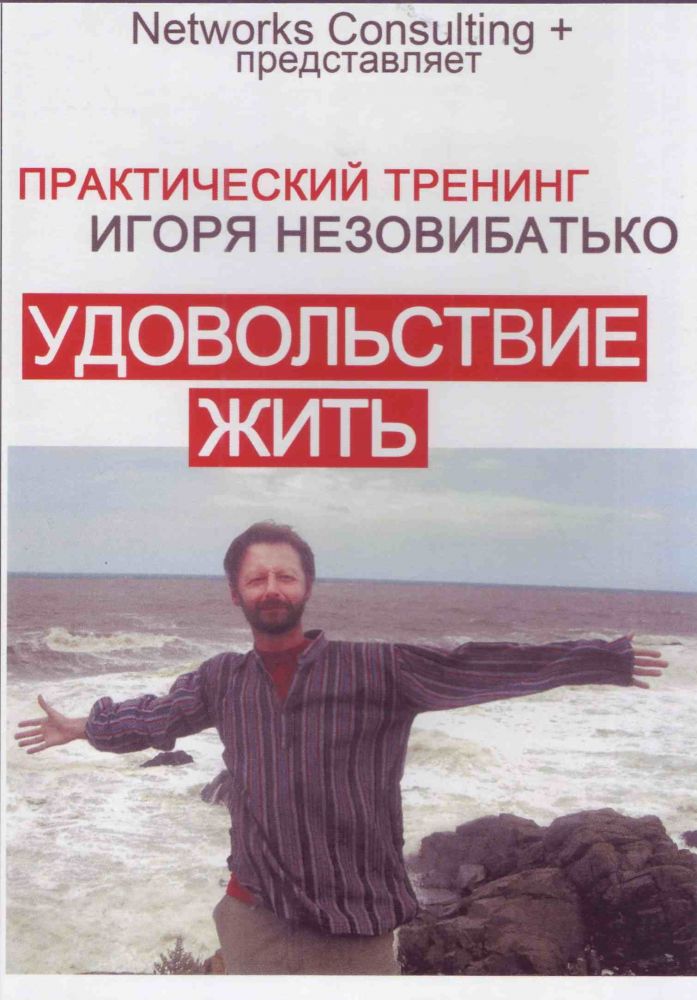 Networks Consulting +
представляет
ПРАКТИЧЕСКИЙ ТРЕНИНГ
ИГОРЯ НЕЗОВИБАТЬКО
УДОВОЛЬСТВИЕ
ЖИТЬ